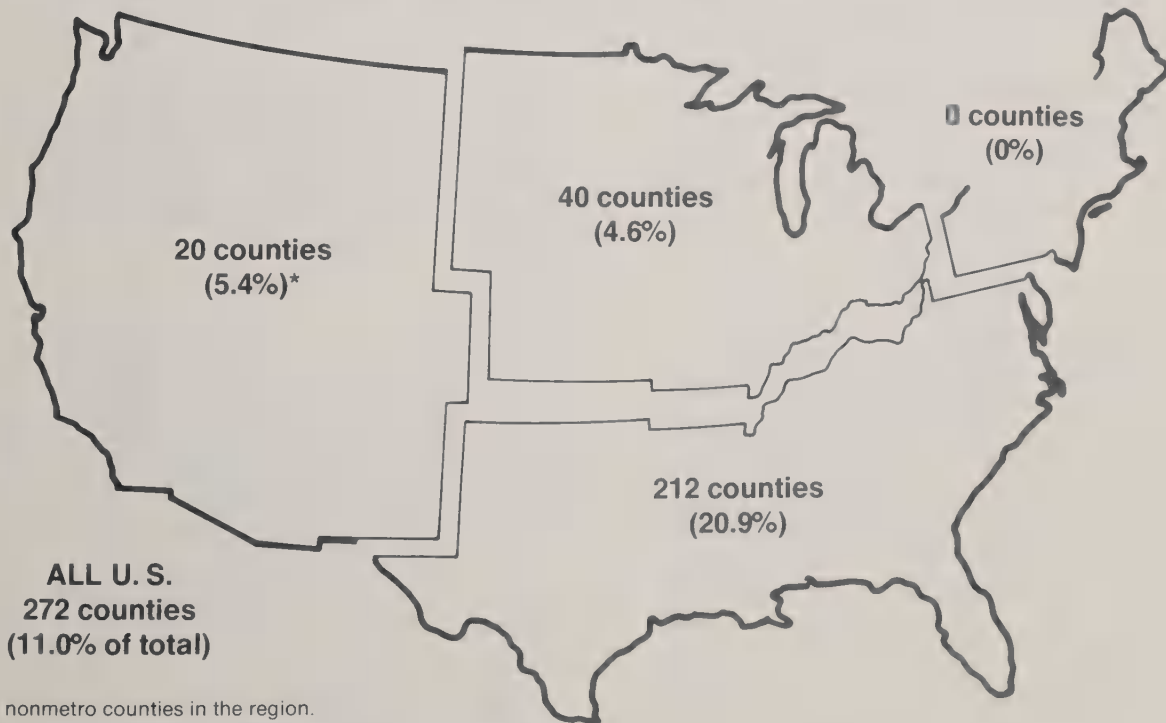 0 counties
(0%)
40 counties
(4.6%)
20 counties
(5.4%)*
212 counties
(20.9%)
ALL U. S.
272 counties
(11.0% of total)
nonmetro counties in the region.